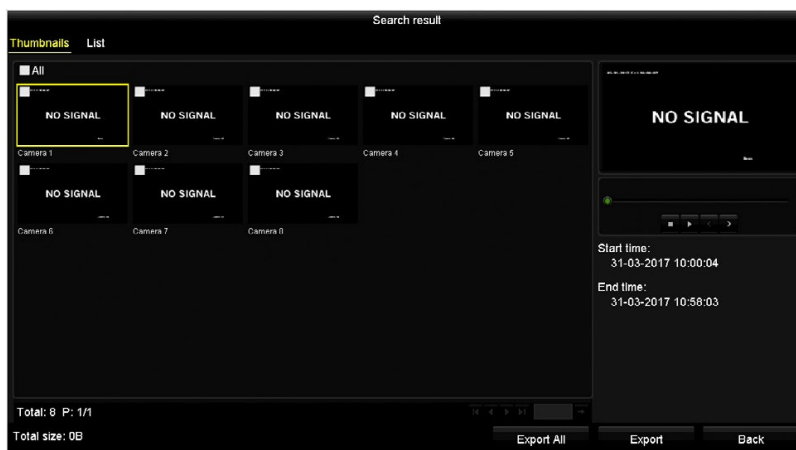 Search result
Thumbnails List
All
NO SIGNAL NO SIGNAL NO SIGNAL NO SIGNAL NO SIGNAL
Camera 1 Camera 2 Camera 3 Camera 4 Camera 5
NO SIGNAL NO SIGNAL NO SIGNAL
Camera 6 Camera 7 Camera 8
NO SIGNAL
Start time:
31-03-2017 10:00:04
End time:
31-03-2017 10:58:03
Total: 8 P: 1/1
Total size: 0B
Export All Export Back